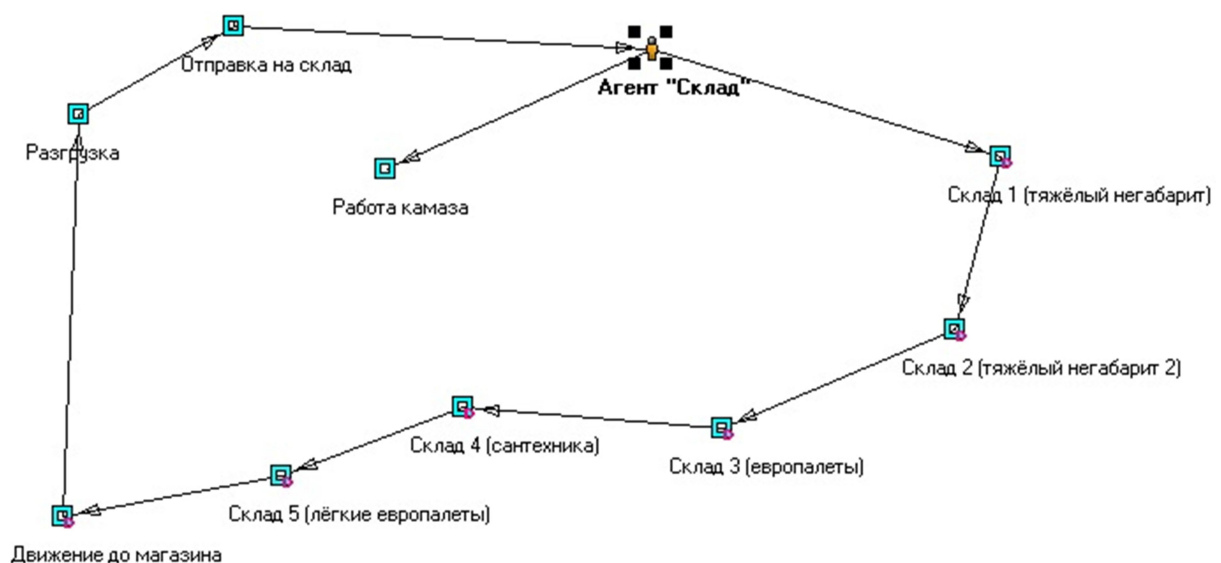 Отправка на склад
Агент "Склад"
Разгрузка
Работа камаза
Склад 1 (тяжёлый негабарит)
Склад 2 (тяжёлый негабарит 2)
Склад 4 (сантехника)
Склад 3 (европалеты)
Склад 5 (лёгкие европалеты)
Движение до магазина